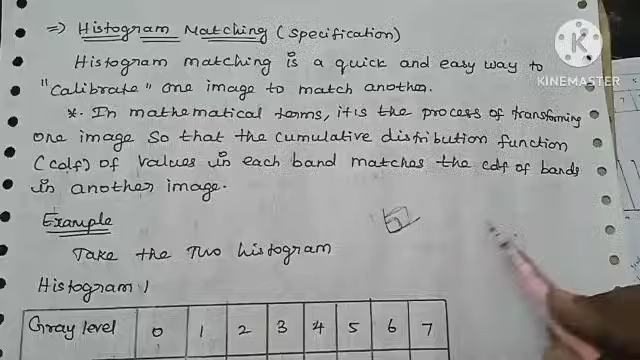 ⇒ Histogram Matching (Specification)
Histogram matching is a quick and easy way to
"Calibrate" one image to match another.
*. In mathematical terms, it is the process of transforming
one image so that the cumulative distribution function
(cdf) of values in each band matches the cdf of bands
in another image.
Example
Take the Two histogram
Histogram 1
Gray level 0 1 2 3 4 5 6 7
KINEMASTER